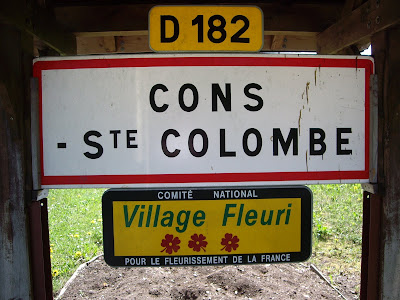 D 182
CONS
- STE COLOMBE
COMITÉ NATIONAL
Village Fleuri
POUR LE FLEURISSEMENT DE LA FRANCE